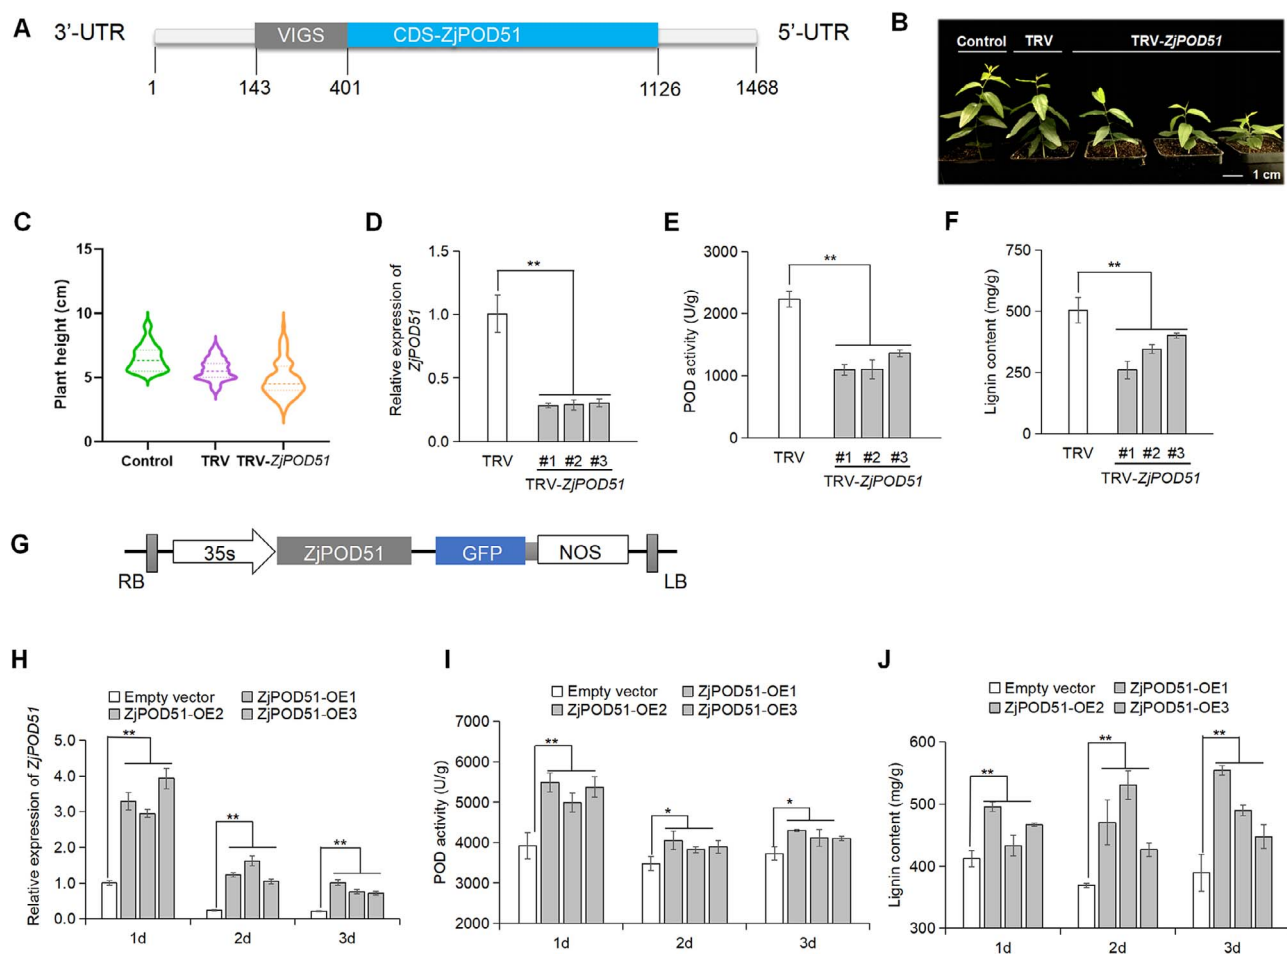 A
3’-UTR
VIGS
CDS-ZjPOD51
5’-UTR
1
143
401
1126
1468
B
Control
TRV
TRV-ZjPOD51
1 cm
C
Plant height (cm)
15
10
5
0
Control
TRV
TRV-ZjPOD51
D
Relative expression of
ZjPOD51
1.5
1.0
0.5
0.0
**
TRV
#1 #2 #3
TRV-ZjPOD51
E
POD activity (U/g)
3000
2000
1000
0
**
TRV
#1 #2 #3
TRV-ZjPOD51
F
Lignin content (mg/g)
750
500
250
0
**
TRV
#1 #2 #3
TRV-ZjPOD51
G
RB
35s
ZjPOD51
GFP
NOS
LB
H
Empty vector
ZjPOD51-OE1
ZjPOD51-OE2
ZjPOD51-OE3
Relative expression of ZjPOD51
5.0
4.0
3.0
2.0
1.0
0.0
**
**
**
1d
2d
3d
I
Empty vector
ZjPOD51-OE1
ZjPOD51-OE2
ZjPOD51-OE3
POD activity (U/g)
7000
6000
5000
4000
3000
2000
**
*
*
1d
2d
3d
J
Empty vector
ZjPOD51-OE1
ZjPOD51-OE2
ZjPOD51-OE3
Lignin content (mg/g)
600
500
400
300
**
**
**
1d
2d
3d